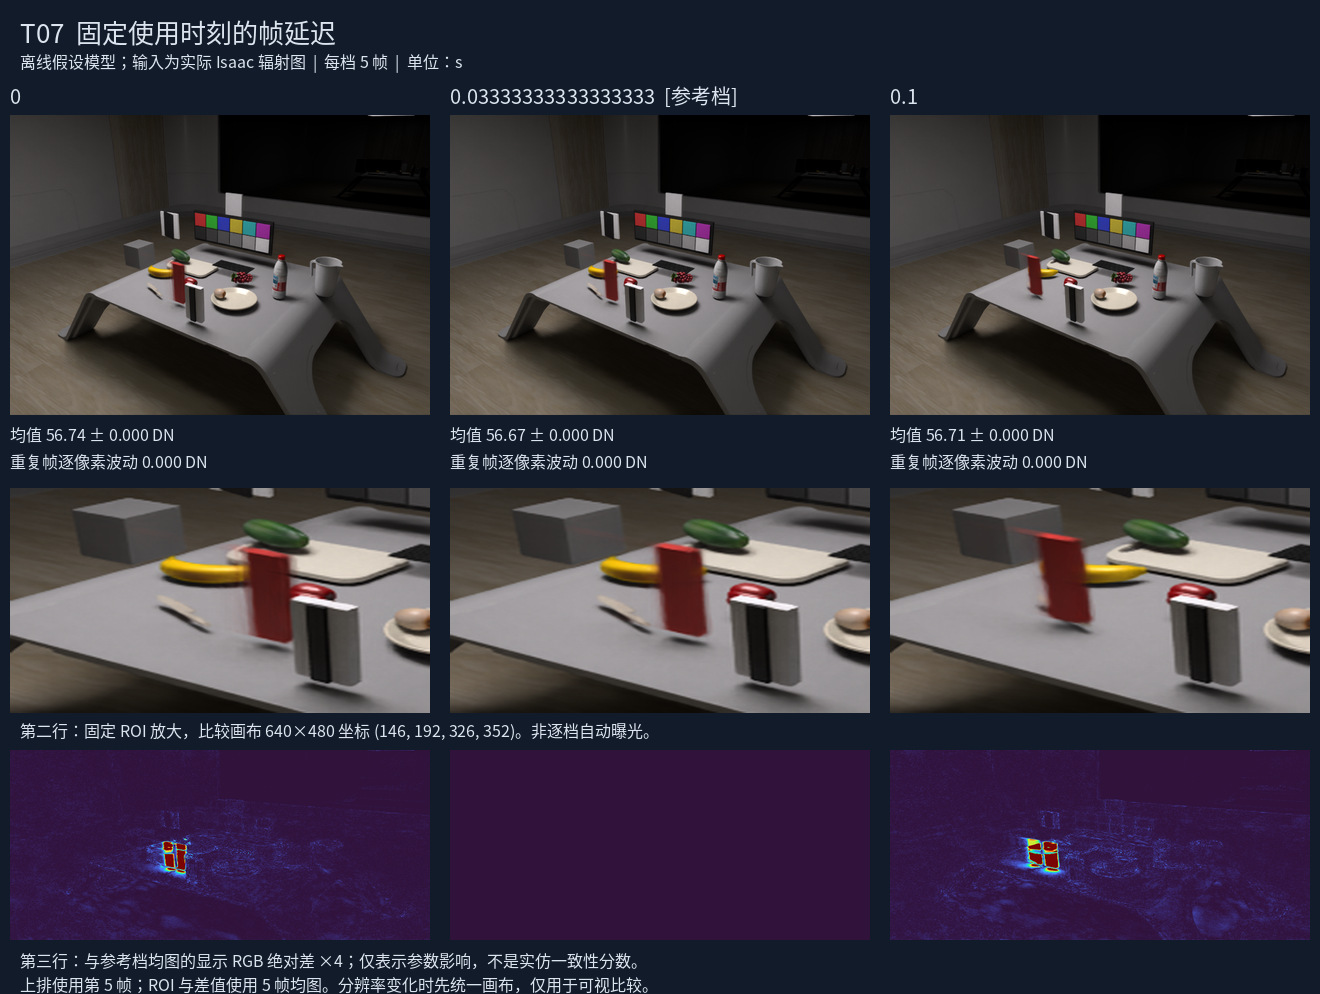 T07 固定使用时刻的帧延迟
离线假设模型；输入为实际 Isaac 辐射图 | 每档 5 帧 | 单位：s
0
0.03333333333333333 [参考档]
0.1
均值 56.74 ± 0.000 DN
重复帧逐像素波动 0.000 DN
均值 56.67 ± 0.000 DN
重复帧逐像素波动 0.000 DN
均值 56.71 ± 0.000 DN
重复帧逐像素波动 0.000 DN
第二行：固定 ROI 放大，比较画布 640×480 坐标 (146, 192, 326, 352)。非逐档自动曝光。
第三行：与参考档均图的显示 RGB 绝对差 ×4；仅表示参数影响，不是实仿一致性分数。
上排使用第 5 帧；ROI 与差值使用 5 帧均图。分辨率变化时先统一画布，仅用于可视比较。